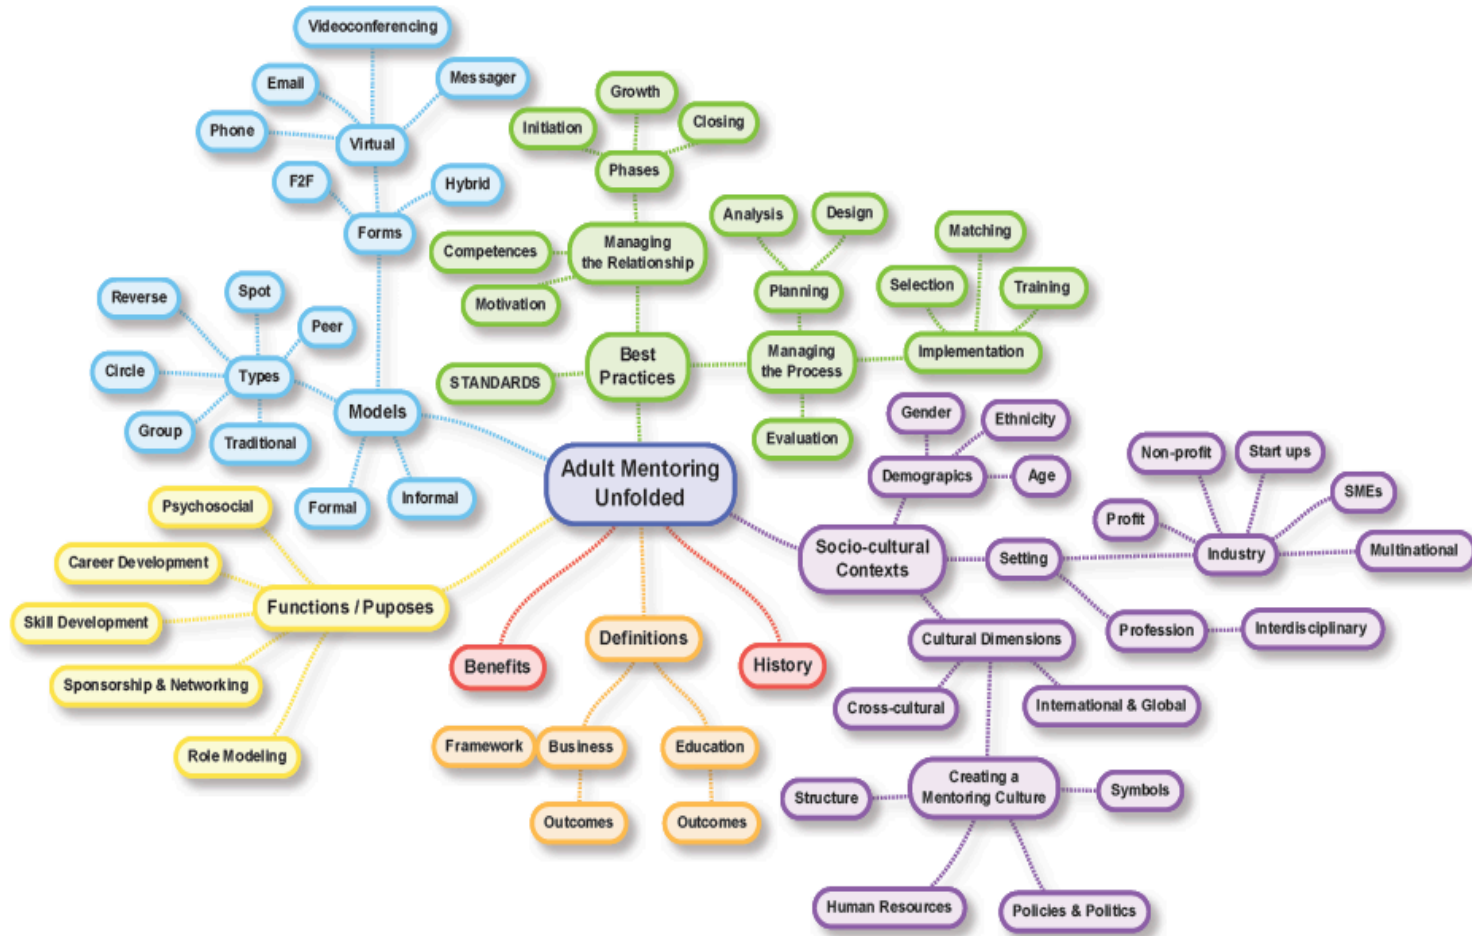 Videoconferencing
Email
Messager
Phone
Virtual
F2F
Hybrid
Forms
Reverse
Spot
Peer
Circle
Types
Group
Traditional
Models
Formal
Informal
Growth
Initiation
Closing
Phases
Managing
the Relationship
Competences
Motivation
Best
Practices
STANDARDS
Analysis
Design
Planning
Managing
the Process
Evaluation
Matching
Selection
Training
Implementation
Adult Mentoring
Unfolded
Psychosocial
Career Development
Functions / Puposes
Skill Development
Sponsorship & Networking
Role Modeling
Benefits
Definitions
History
Framework
Business
Education
Outcomes
Outcomes
Gender
Ethnicity
Demograpics
Age
Socio-cultural
Contexts
Setting
Non-profit
Start ups
SMEs
Profit
Industry
Multinational
Profession
Interdisciplinary
Cultural Dimensions
Cross-cultural
International & Global
Creating a
Mentoring Culture
Structure
Symbols
Human Resources
Policies & Politics